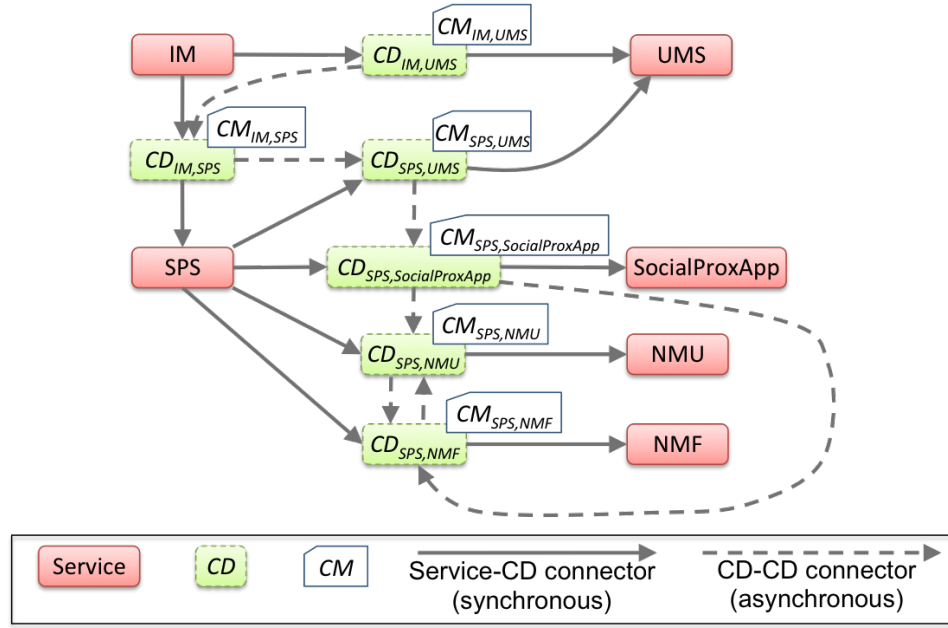 CM_IM,UMS
IM
CD_IM,UMS
UMS
CM_IM,SPS
CM_SPS,UMS
CD_IM,SPS
CD_SPS,UMS
CM_SPS,SocialProxApp
SPS
CD_SPS,SocialProxApp
SocialProxApp
CM_SPS,NMU
CD_SPS,NMU
NMU
CM_SPS,NMF
CD_SPS,NMF
NMF
Service
CD
CM
Service-CD connector
(synchronous)
CD-CD connector
(asynchronous)